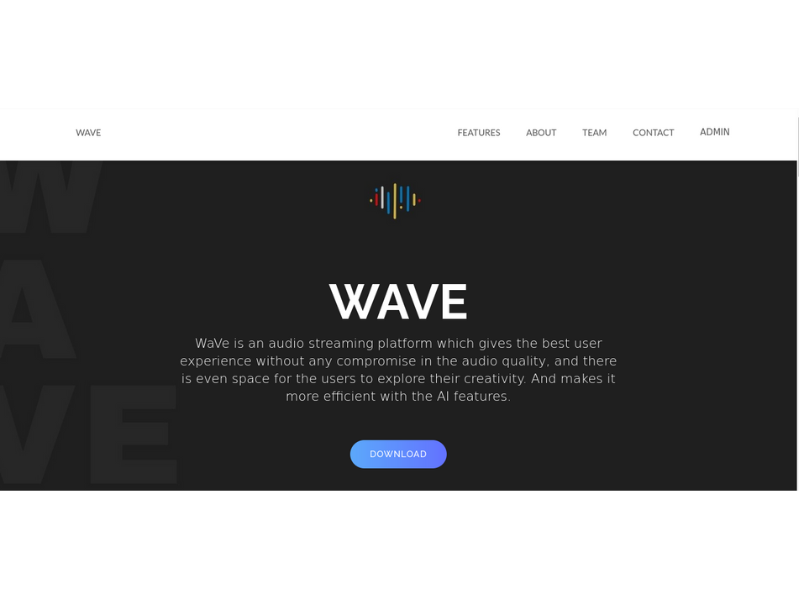 WAVE FEATURES ABOUT TEAM CONTACT ADMIN
W
A
VE
WAVE
WaVe is an audio streaming platform which gives the best user
experience without any compromise in the audio quality, and there
is even space for the users to explore their creativity. And makes it
more efficient with the AI features.
DOWNLOAD